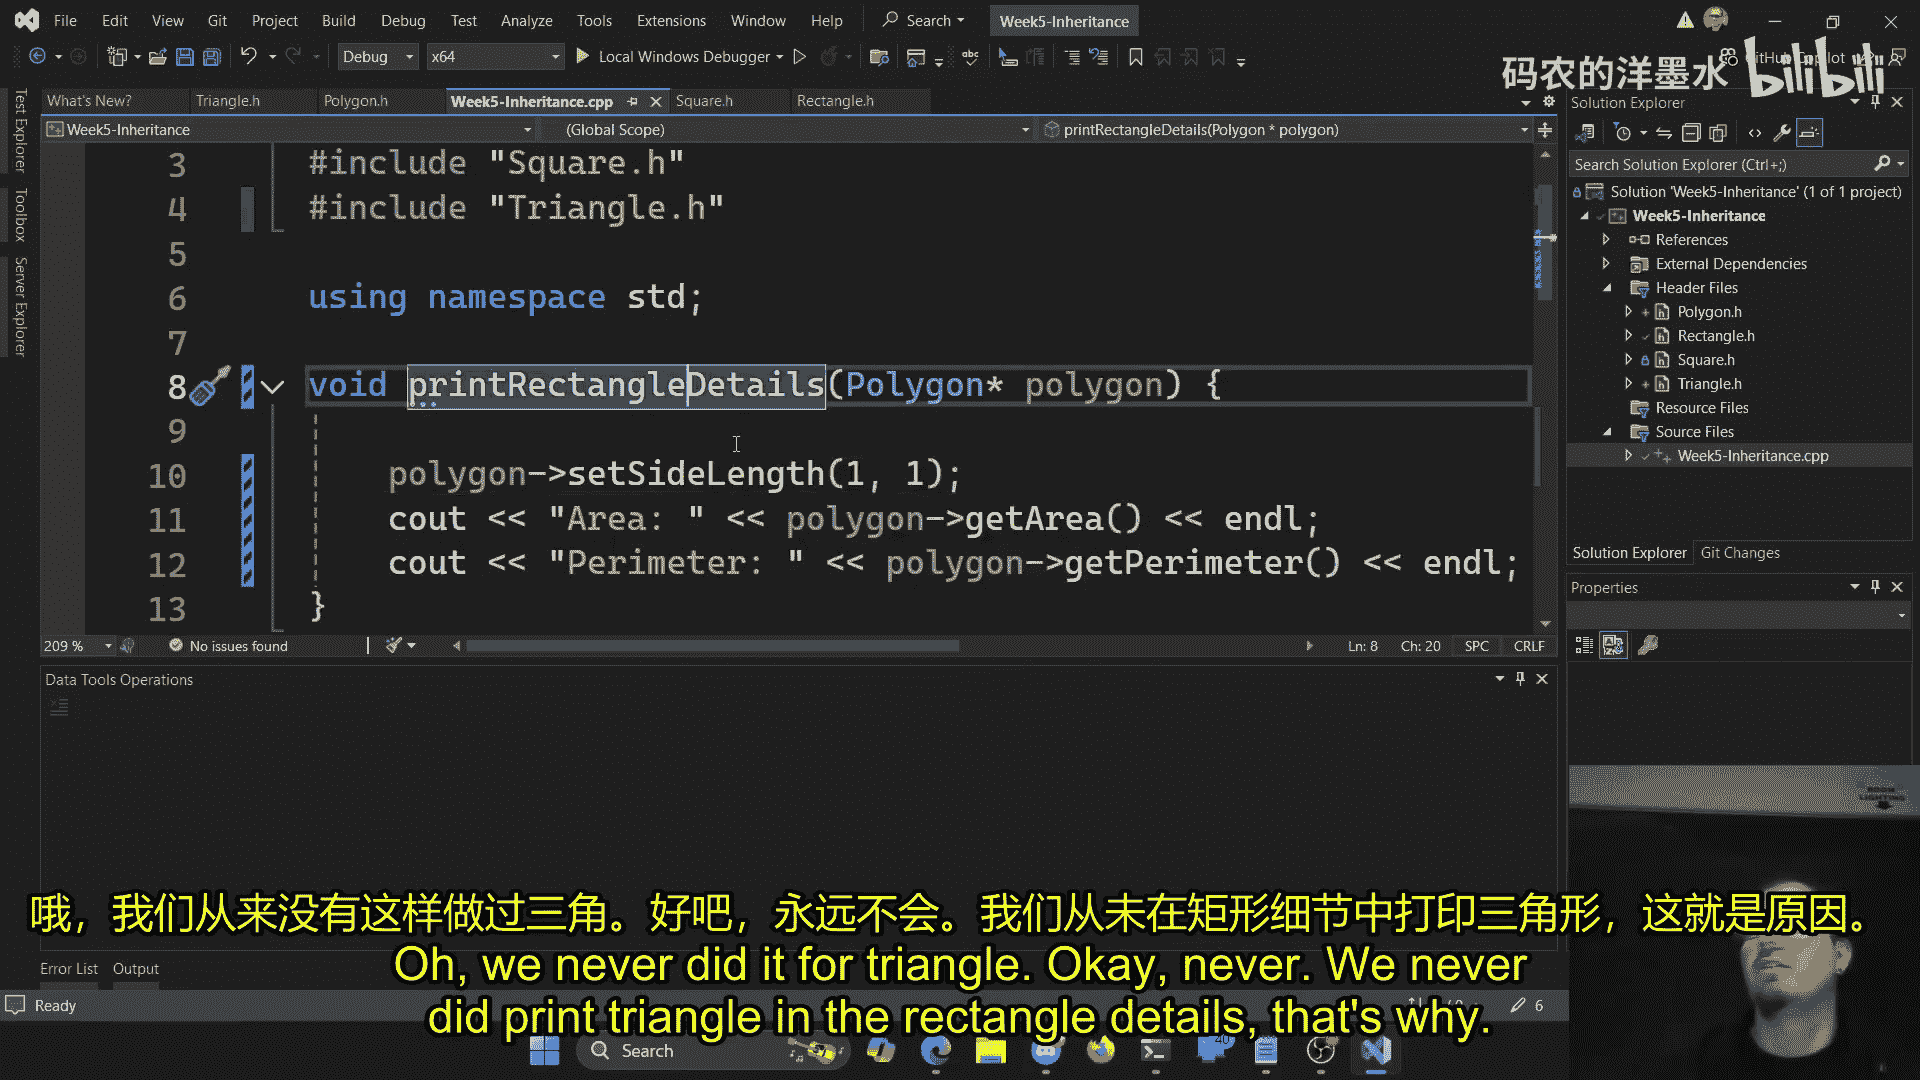 File Edit View Git Project Build Debug Test Analyze Tools Extensions Window Help Search Week5-Inheritance
Debug x64 Local Windows Debugger
码农的洋墨水 bilibili
What's New? Triangle.h Polygon.h Week5-Inheritance.cpp Square.h Rectangle.h
Week5-Inheritance (Global Scope) printRectangleDetails(Polygon * polygon)
Test Explorer
Toolbox
Server Explorer
3 #include "Square.h"
4 #include "Triangle.h"
5
6 using namespace std;
7
8 void printRectangleDetails(Polygon* polygon) {
9
10 polygon->setSideLength(1, 1);
11 cout << "Area: " << polygon->getArea() << endl;
12 cout << "Perimeter: " << polygon->getPerimeter() << endl;
13 }
209 % No issues found Ln: 8 Ch: 20 SPC CRLF
Data Tools Operations
Solution Explorer
Search Solution Explorer (Ctrl+;)
Solution 'Week5-Inheritance' (1 of 1 project)
Week5-Inheritance
References
External Dependencies
Header Files
Polygon.h
Rectangle.h
Square.h
Triangle.h
Resource Files
Source Files
Week5-Inheritance.cpp
Solution Explorer Git Changes
Properties
哦，我们从来没有这样做过三角。好吧，永远不会。我们从未在矩形细节中打印三角形，这就是原因。
Oh, we never did it for triangle. Okay, never. We never
did print triangle in the rectangle details, that's why.
Error List Output
Ready 6
Search